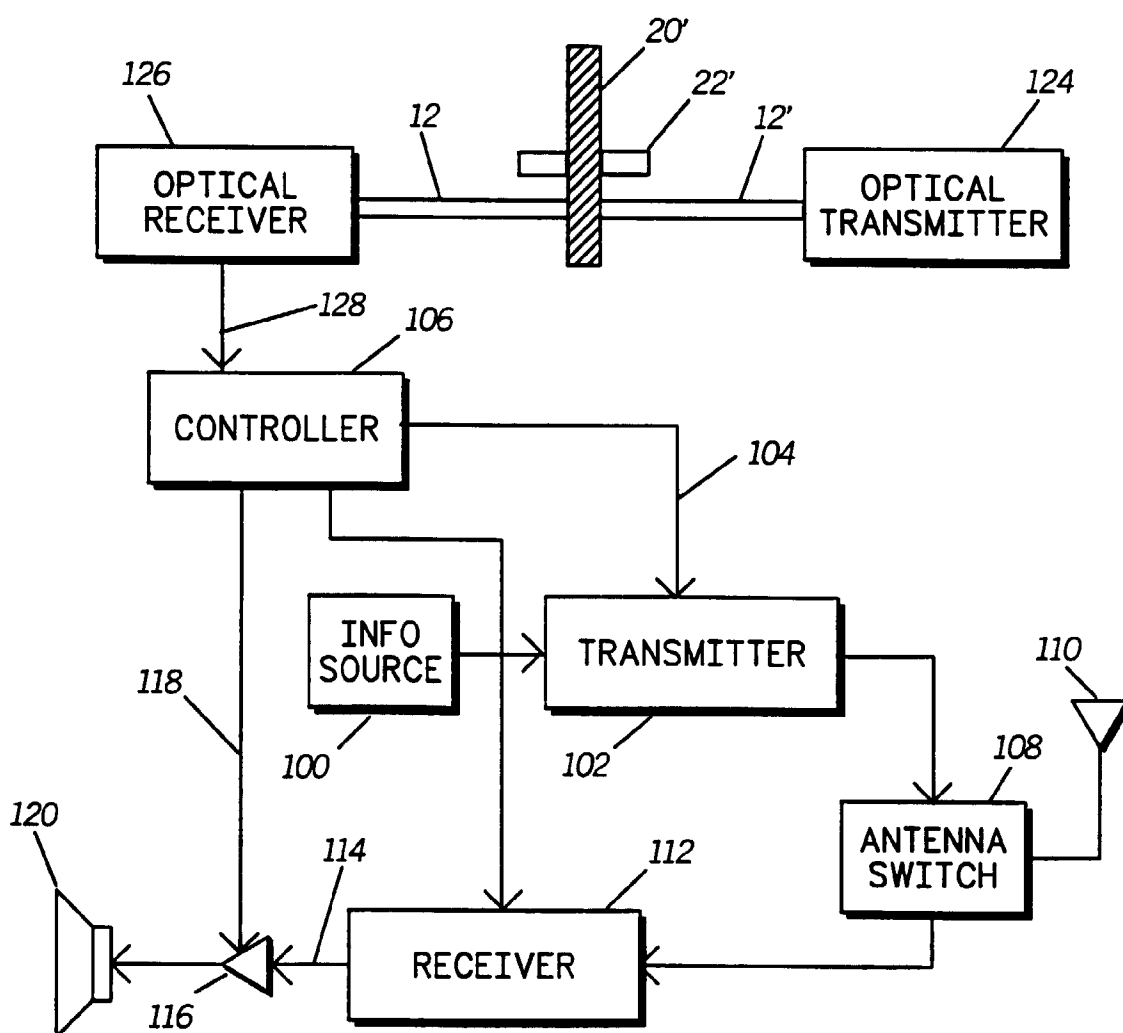 20'
126
22'
124
12
12'
OPTICAL
RECEIVER
OPTICAL
TRANSMITTER
128
106
CONTROLLER
104
INFO
SOURCE
TRANSMITTER
110
118
100
102
108
120
114
112
ANTENNA
SWITCH
RECEIVER
116